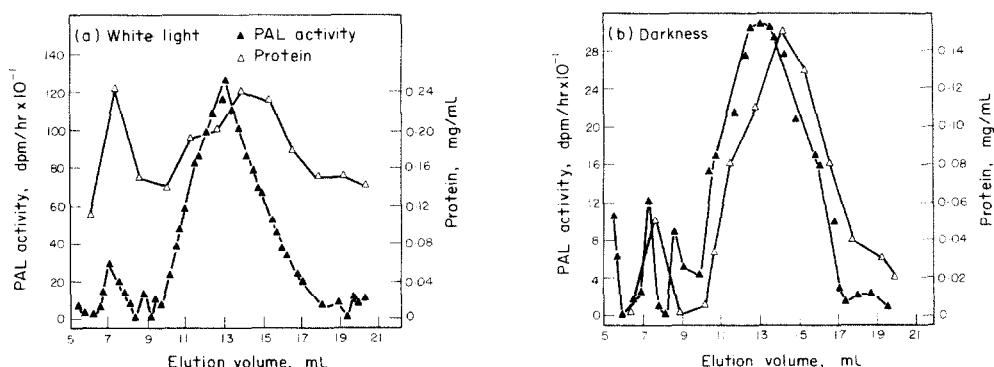 (a) White light
▲ PAL activity
△ Protein
PAL activity, dpm/hr x 10⁻¹
140
120
100
80
60
40
20
0
0·24
0·20
0·16
0·12
0·08
0·04
0
Protein, mg/mL
5 7 9 11 13 15 17 19 21
Elution volume, mL
(b) Darkness
PAL activity, dpm/hr x 10⁻¹
28
24
20
16
12
8
4
0
0·14
0·12
0·10
0·08
0·06
0·04
0·02
0
Protein, mg/mL
5 7 9 11 13 15 17 19 21
Elution volume, mL